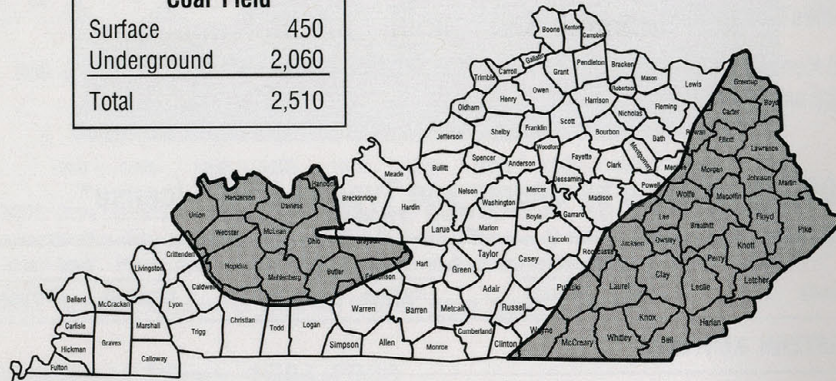 Coal Field
Surface 450
Underground 2,060
Total 2,510
Boone
Kenton
Campbell
Gallatin
Carroll
Trimble
Grant
Pendleton
Bracken
Mason
Lewis
Greenup
Boyd
Carter
Owen
Henry
Oldham
Robertson
Harrison
Nicholas
Fleming
Rowan
Elliott
Lawrence
Jefferson
Shelby
Franklin
Scott
Bourbon
Bath
Woodford
Fayette
Montgomery
Menifee
Morgan
Johnson
Martin
Spencer
Anderson
Clark
Powell
Wolfe
Magoffin
Meade
Bullitt
Hancock
Breckinridge
Nelson
Washington
Mercer
Jessamine
Madison
Lee
Breathitt
Floyd
Pike
Henderson
Daviess
Union
Webster
McLean
Ohio
Hardin
Larue
Marion
Boyle
Garrard
Lincoln
Rockcastle
Jackson
Owsley
Perry
Knott
Letcher
Grayson
Hart
Green
Taylor
Casey
Pulaski
Laurel
Clay
Leslie
Harlan
Crittenden
Livingston
Hopkins
Muhlenberg
Butler
Edmonson
Adair
Russell
Wayne
Knox
Bell
Whitley
McCreary
Caldwell
Lyon
Christian
Todd
Logan
Warren
Barren
Metcalf
Cumberland
Clinton
Simpson
Allen
Monroe
Trigg
Ballard
McCracken
Carlisle
Marshall
Hickman
Graves
Calloway
Fulton